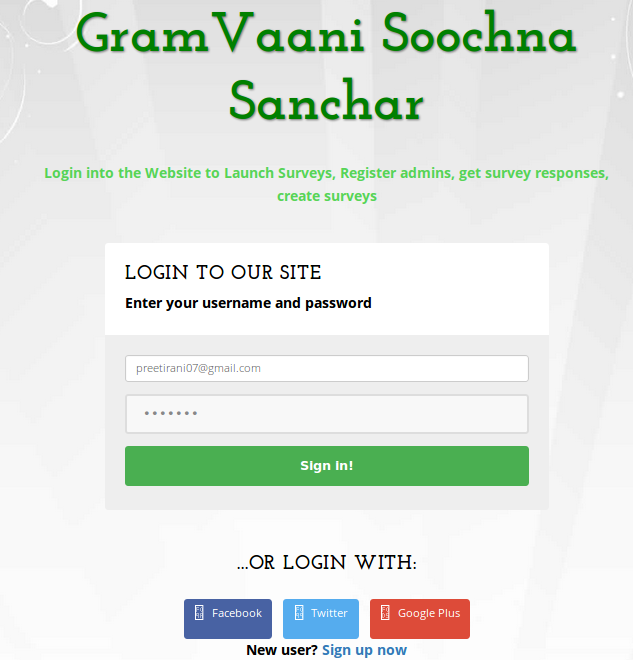 GramVaani Soochna
Sanchar
Login into the Website to Launch Surveys, Register admins, get survey responses,
create surveys
LOGIN TO OUR SITE
Enter your username and password
preetirani07@gmail.com
•••••••
Sign in!
...OR LOGIN WITH:
Facebook Twitter Google Plus
New user? Sign up now